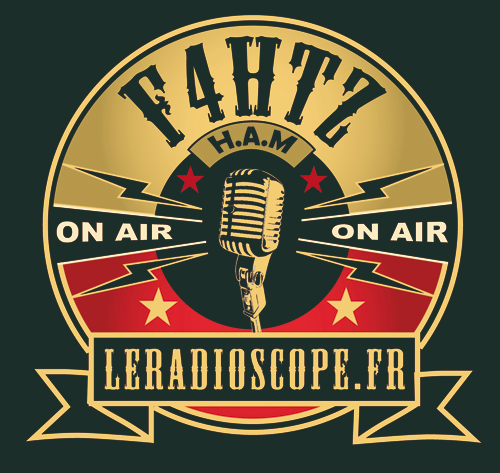 F4HTZ
H.A.M
ON AIR
ON AIR
LERADIOSCOPE.FR